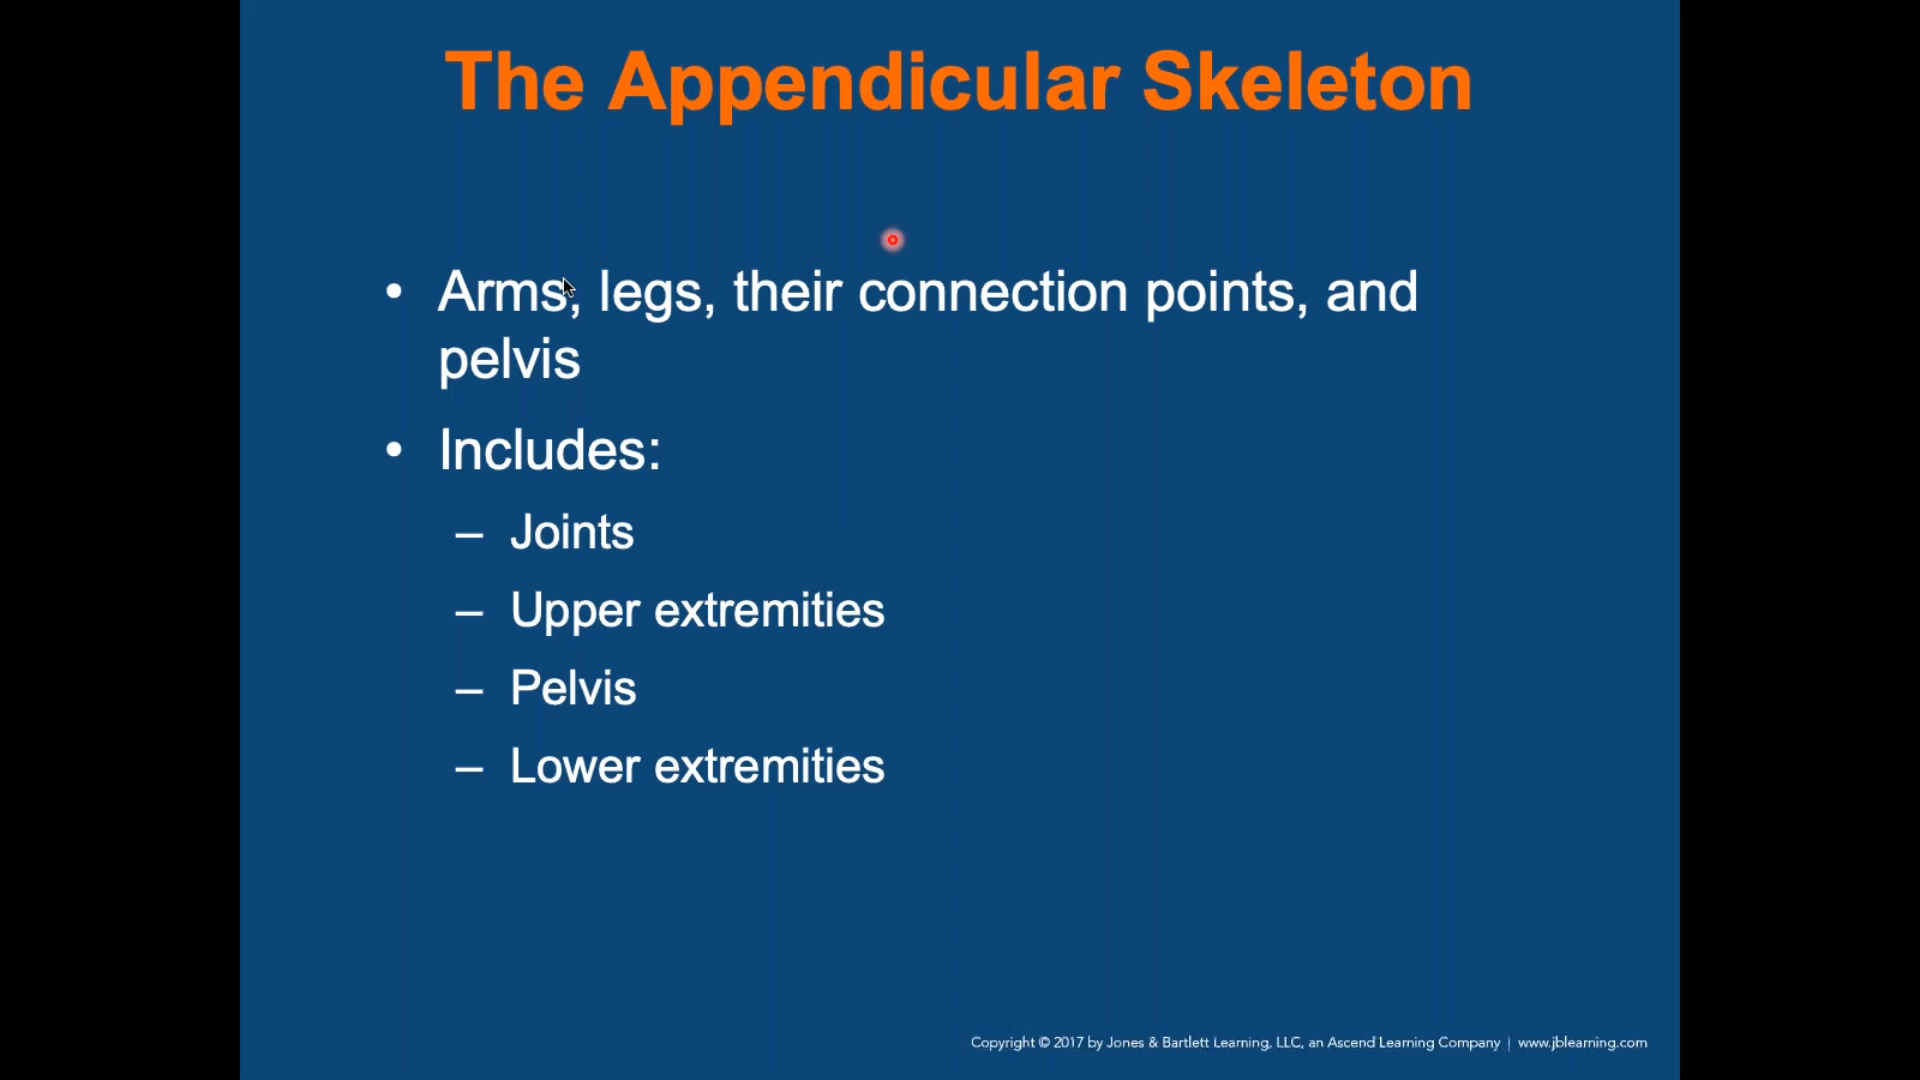 The Appendicular Skeleton
• Arms, legs, their connection points, and
pelvis
• Includes:
– Joints
– Upper extremities
– Pelvis
– Lower extremities
Copyright © 2017 by Jones & Bartlett Learning, LLC, an Ascend Learning Company | www.jblearning.com